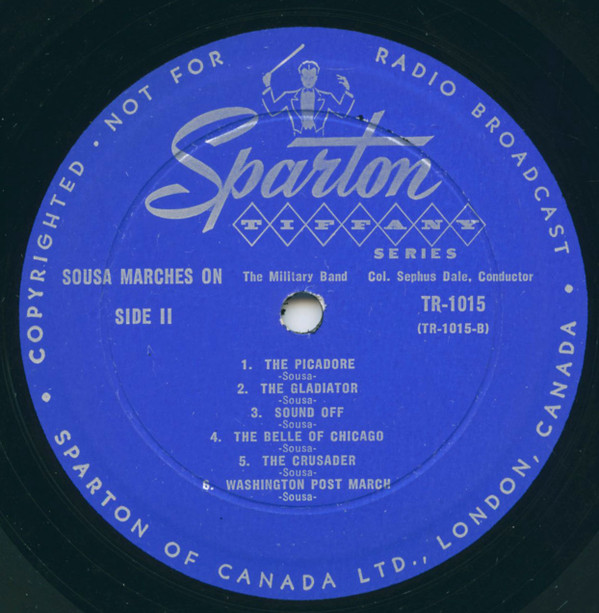 COPYRIGHTED • NOT FOR RADIO BROADCAST
Sparton
TIFFANY
SERIES
SOUSA MARCHES ON The Military Band Col. Sephus Dale, Conductor
SIDE II
TR-1015
(TR-1015-B)
1. THE PICADORE
-Sousa-
2. THE GLADIATOR
-Sousa-
3. SOUND OFF
-Sousa-
4. THE BELLE OF CHICAGO
-Sousa-
5. THE CRUSADER
-Sousa-
6. WASHINGTON POST MARCH
-Sousa-
• SPARTON OF CANADA LTD., LONDON, CANADA •